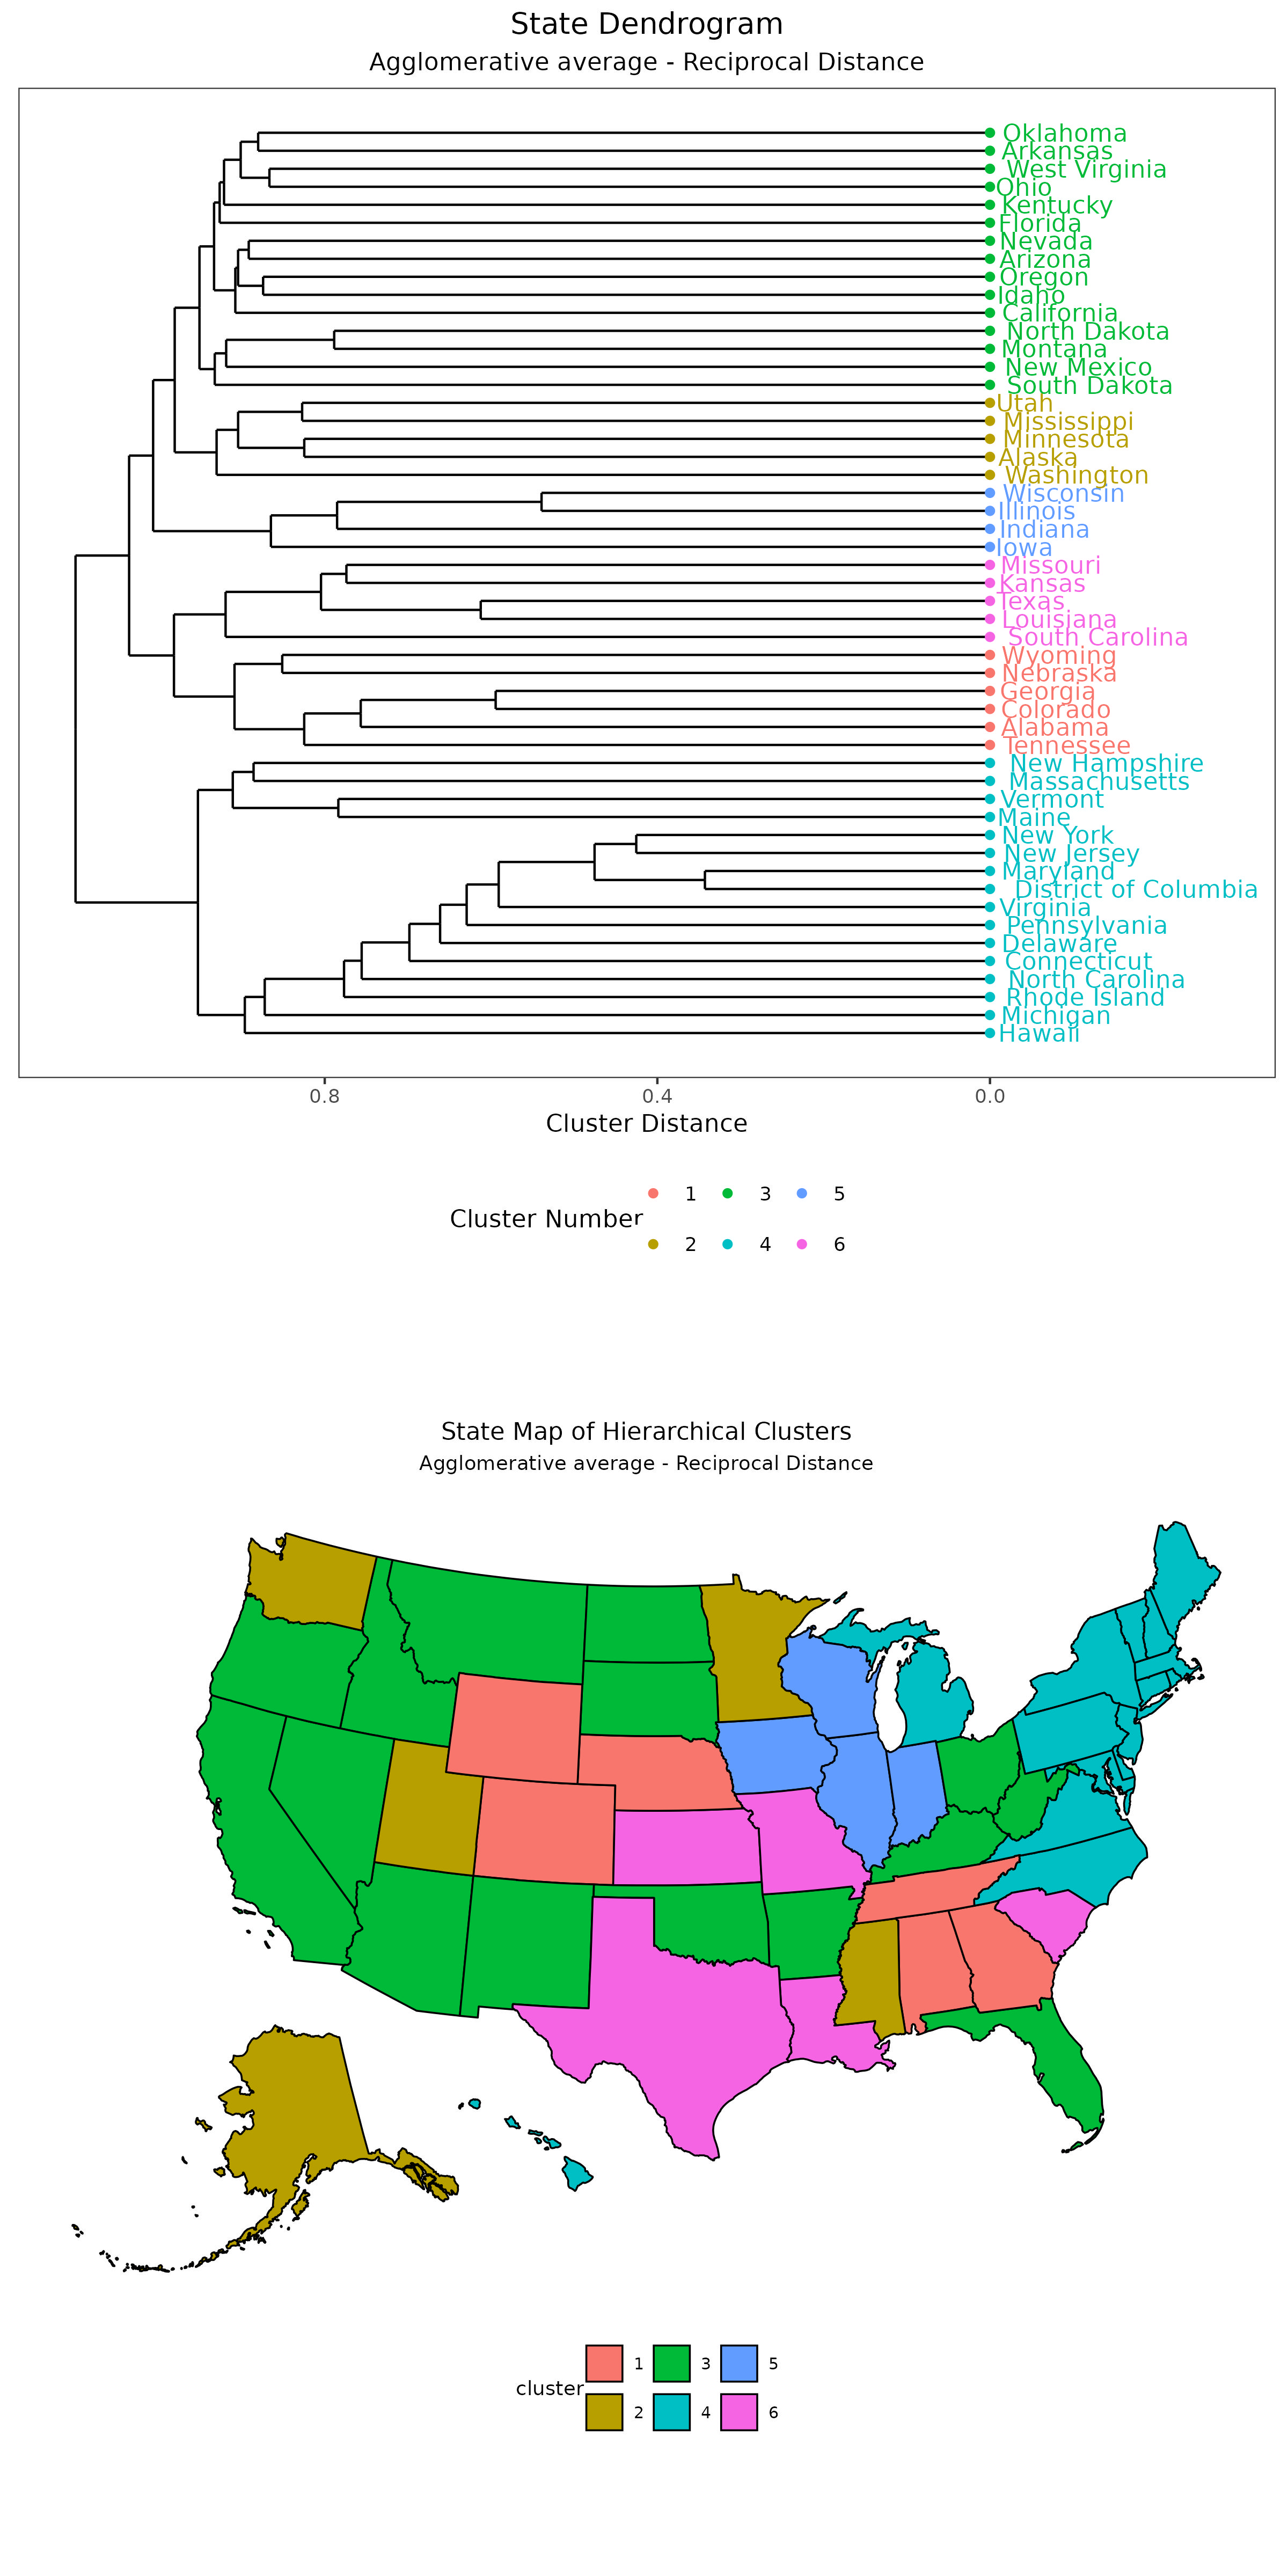 State Dendrogram
Agglomerative average - Reciprocal Distance
Oklahoma
Arkansas
West Virginia
Ohio
Kentucky
Florida
Nevada
Arizona
Oregon
Idaho
California
North Dakota
Montana
New Mexico
South Dakota
Utah
Mississippi
Minnesota
Alaska
Washington
Wisconsin
Illinois
Indiana
Iowa
Missouri
Kansas
Texas
Louisiana
South Carolina
Wyoming
Nebraska
Georgia
Colorado
Alabama
Tennessee
New Hampshire
Massachusetts
Vermont
Maine
New York
New Jersey
Maryland
District of Columbia
Virginia
Pennsylvania
Delaware
Connecticut
North Carolina
Rhode Island
Michigan
Hawaii
0.8 0.4 0.0
Cluster Distance
1 3 5
Cluster Number
2 4 6
State Map of Hierarchical Clusters
Agglomerative average - Reciprocal Distance
1 3 5
cluster
2 4 6